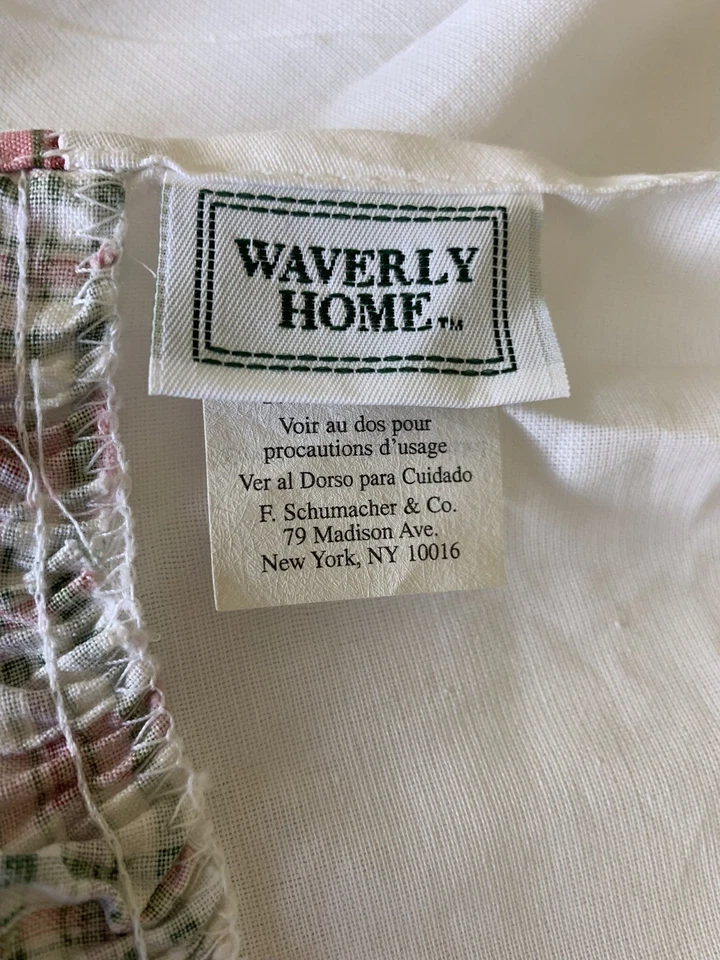 WAVERLY
HOME™
Voir au dos pour
procautions d'usage
Ver al Dorso para Cuidado
F. Schumacher & Co.
79 Madison Ave.
New York, NY 10016